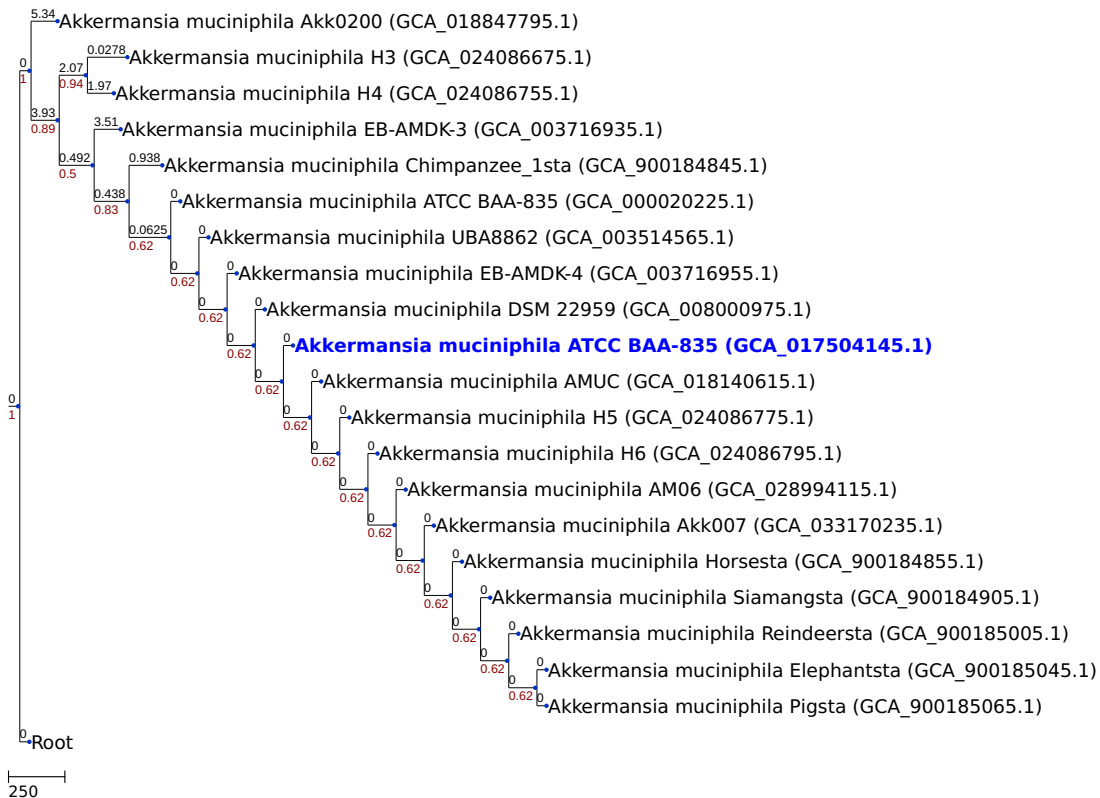 5.34 Akkermansia muciniphila Akk0200 (GCA_018847795.1)
0.0278 Akkermansia muciniphila H3 (GCA_024086675.1)
0 2.07
1 0.94
1.97 Akkermansia muciniphila H4 (GCA_024086755.1)
3.93 3.51 Akkermansia muciniphila EB-AMDK-3 (GCA_003716935.1)
0.89
0.492 0.938 Akkermansia muciniphila Chimpanzee_1sta (GCA_900184845.1)
0.5
0.438 0 Akkermansia muciniphila ATCC BAA-835 (GCA_000020225.1)
0.83
0.0625 0 Akkermansia muciniphila UBA8862 (GCA_003514565.1)
0.62
0 0 Akkermansia muciniphila EB-AMDK-4 (GCA_003716955.1)
0.62
0 0 Akkermansia muciniphila DSM 22959 (GCA_008000975.1)
0.62
0 0 Akkermansia muciniphila ATCC BAA-835 (GCA_017504145.1)
0.62
0 0 Akkermansia muciniphila AMUC (GCA_018140615.1)
0.62
0
1
0 0 Akkermansia muciniphila H5 (GCA_024086775.1)
0.62
0 0 Akkermansia muciniphila H6 (GCA_024086795.1)
0.62
0 0 Akkermansia muciniphila AM06 (GCA_028994115.1)
0.62
0 0 Akkermansia muciniphila Akk007 (GCA_033170235.1)
0.62
0 0 Akkermansia muciniphila Horsesta (GCA_900184855.1)
0.62
0 0 Akkermansia muciniphila Siamangsta (GCA_900184905.1)
0.62
0 0 Akkermansia muciniphila Reindeersta (GCA_900185005.1)
0.62
0 0 Akkermansia muciniphila Elephantsta (GCA_900185045.1)
0.62
0 0 Akkermansia muciniphila Pigsta (GCA_900185065.1)
0.62
0 Root
250